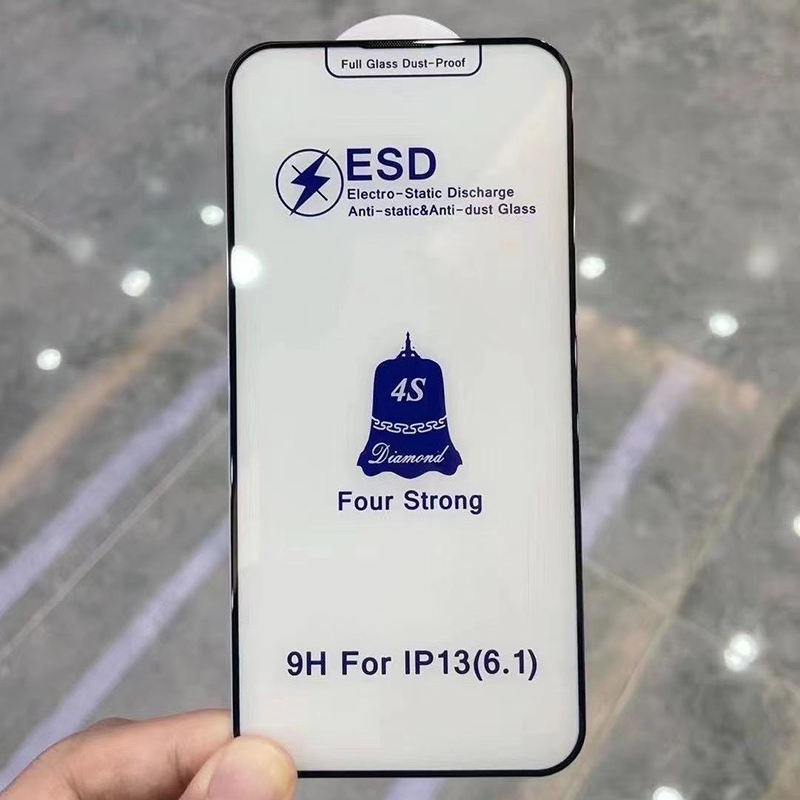 Full Glass Dust-Proof
ESD
Electro-Static Discharge
Anti-static&Anti-dust Glass
4S
Diamond
Four Strong
9H For IP13(6.1)